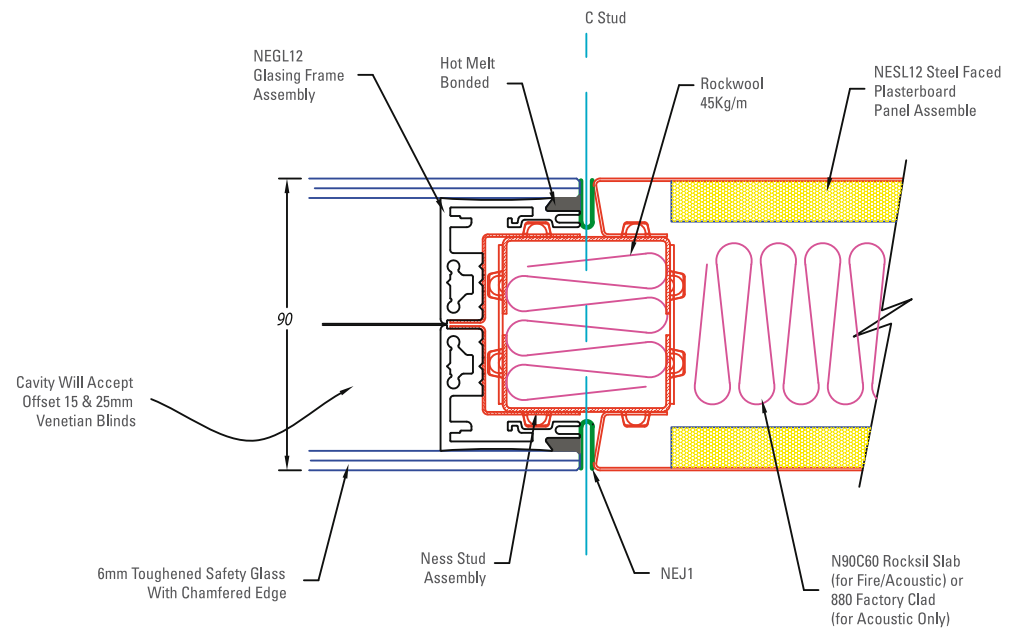 C Stud
NEGL12
Glasing Frame
Assembly
Hot Melt
Bonded
Rockwool
45Kg/m
NESL12 Steel Faced
Plasterboard
Panel Assemble
90
Cavity Will Accept
Offset 15 & 25mm
Venetian Blinds
6mm Toughened Safety Glass
With Chamfered Edge
Ness Stud
Assembly
NEJ1
N90C60 Rocksil Slab
(for Fire/Acoustic) or
880 Factory Clad
(for Acoustic Only)